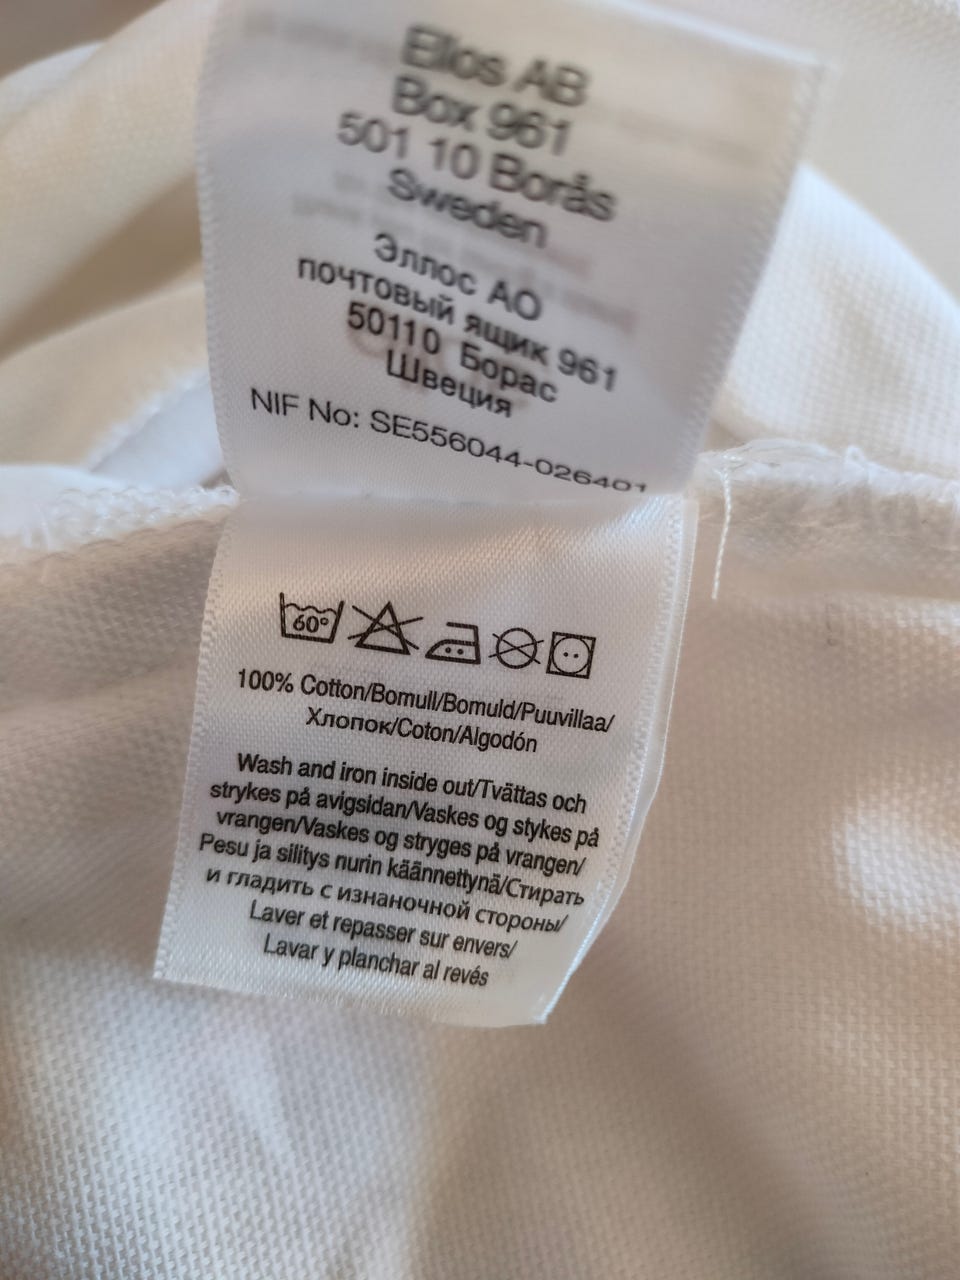 Ellos AB
Box 961
501 10 Borås
Sweden
Эллос АО
почтовый ящик 961
50110 Борас
Швеция
NIF No: SE556044-026401
60°
100% Cotton/Bomull/Bomuld/Puuvillaa/
Хлопок/Coton/Algodón
Wash and iron inside out/Tvättas och
strykes på avigsidan/Vaskes og stykes på
vrangen/Vaskes og stryges på vrangen/
Pesu ja silitys nurin käännettynä/Стирать
и гладить с изнаночной стороны/
Laver et repasser sur envers/
Lavar y planchar al revés